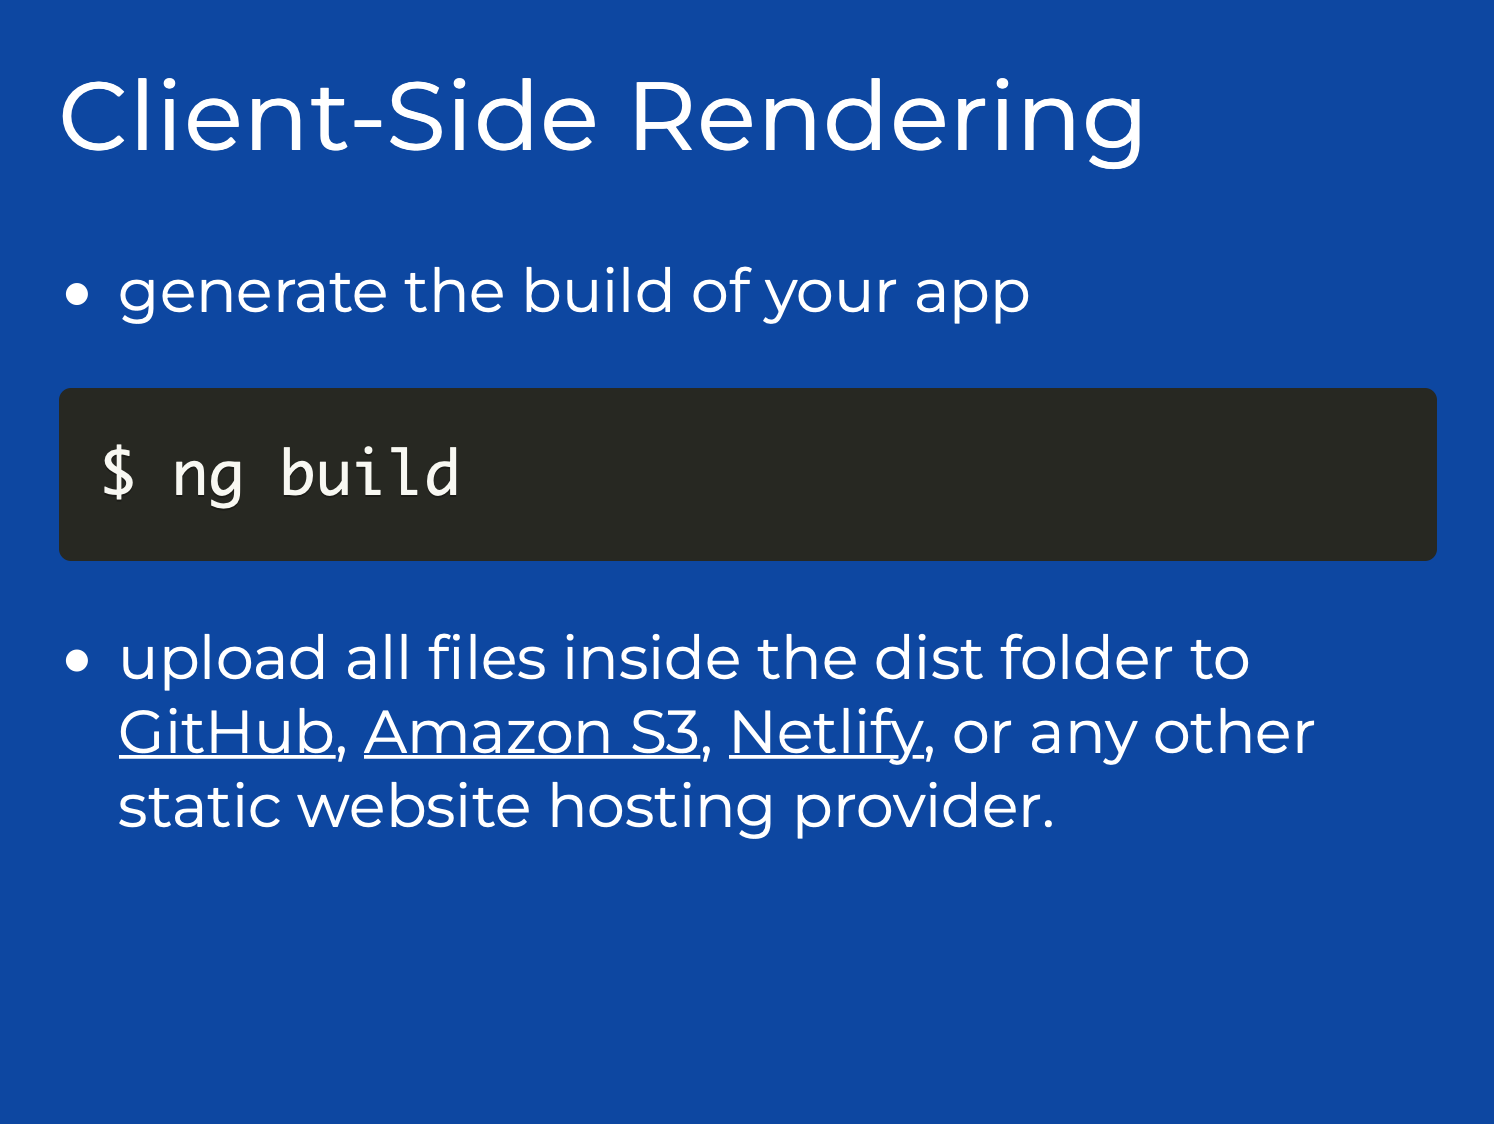 Client-Side Rendering
• generate the build of your app
$ ng build
• upload all files inside the dist folder to
GitHub, Amazon S3, Netlify, or any other
static website hosting provider.